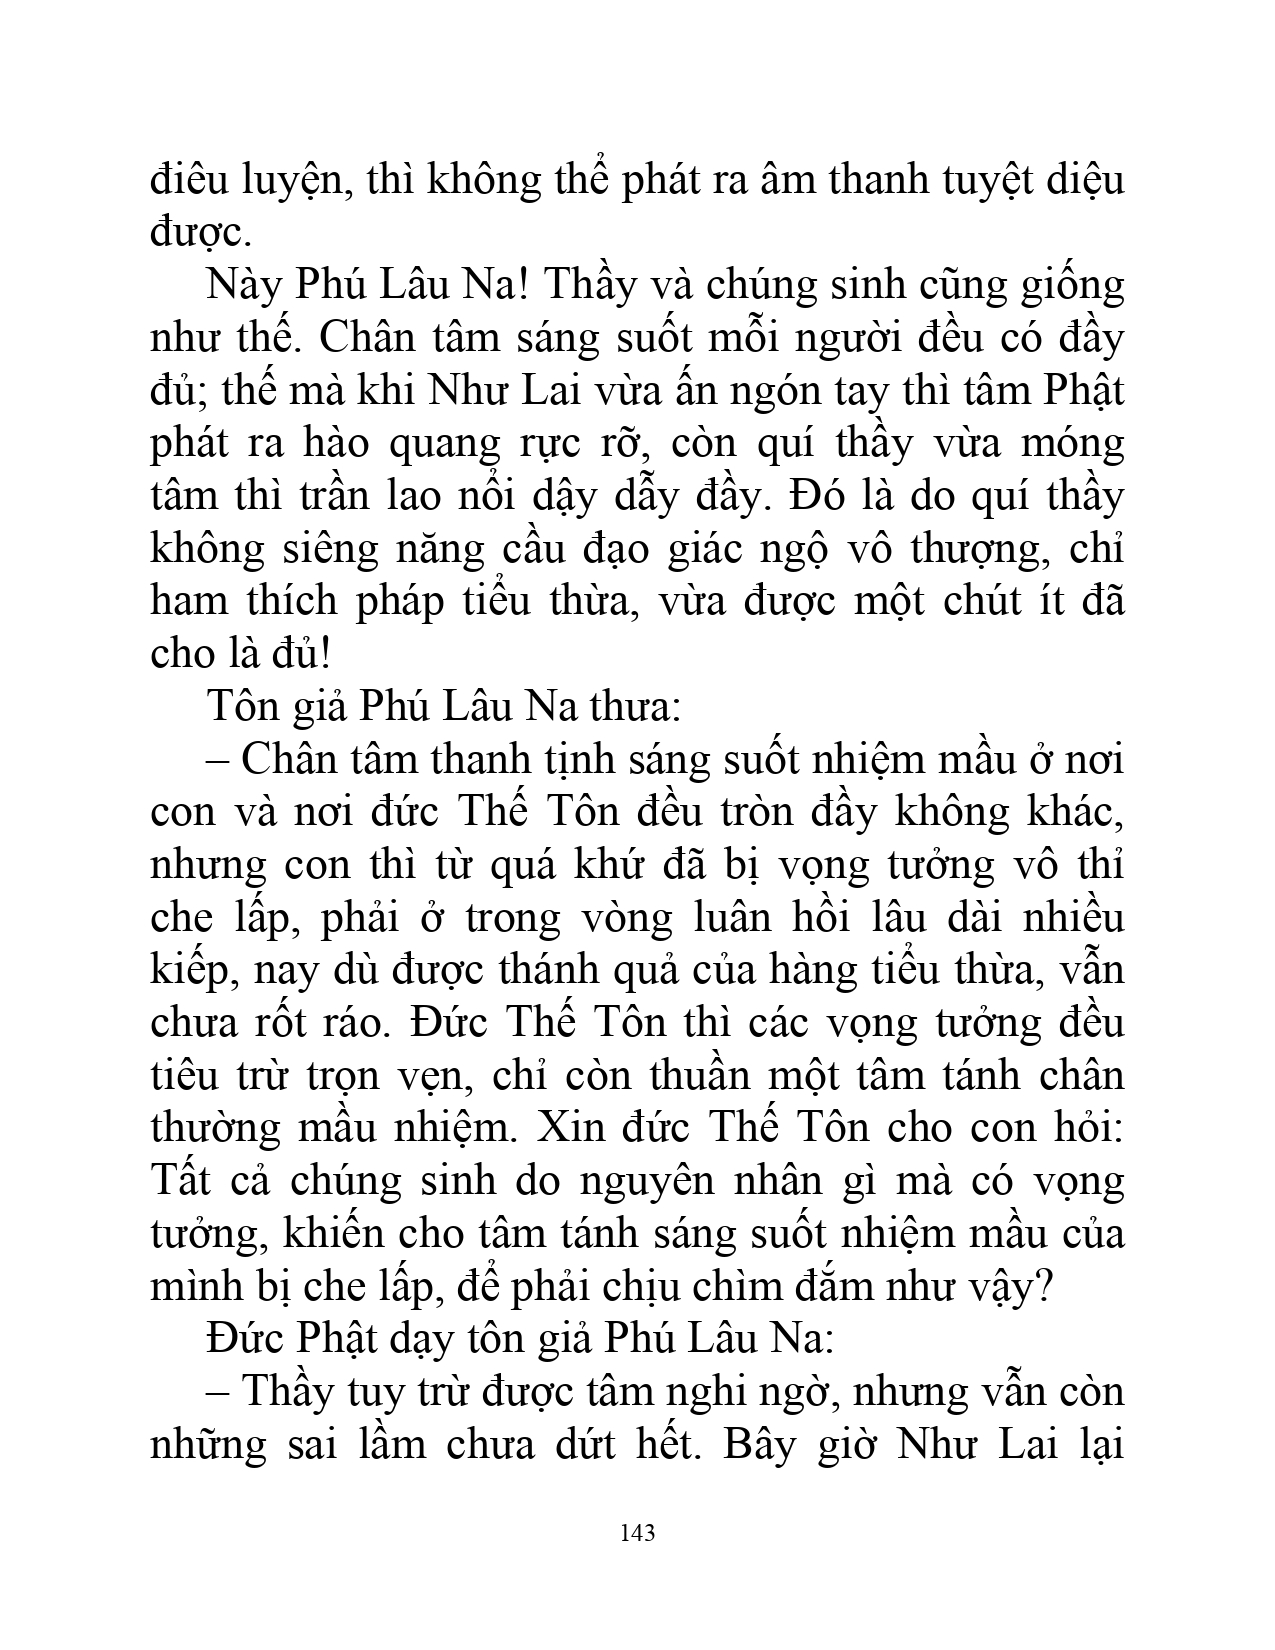 điêu luyện, thì không thể phát ra âm thanh tuyệt diệu
được.
Này Phú Lâu Na! Thầy và chúng sinh cũng giống
như thế. Chân tâm sáng suốt mỗi người đều có đầy
đủ; thế mà khi Như Lai vừa ấn ngón tay thì tâm Phật
phát ra hào quang rực rỡ, còn quí thầy vừa móng
tâm thì trần lao nổi dậy dẫy đầy. Đó là do quí thầy
không siêng năng cầu đạo giác ngộ vô thượng, chỉ
ham thích pháp tiểu thừa, vừa được một chút ít đã
cho là đủ!
Tôn giả Phú Lâu Na thưa:
– Chân tâm thanh tịnh sáng suốt nhiệm mầu ở nơi
con và nơi đức Thế Tôn đều tròn đầy không khác,
nhưng con thì từ quá khứ đã bị vọng tưởng vô thỉ
che lấp, phải ở trong vòng luân hồi lâu dài nhiều
kiếp, nay dù được thánh quả của hàng tiểu thừa, vẫn
chưa rốt ráo. Đức Thế Tôn thì các vọng tưởng đều
tiêu trừ trọn vẹn, chỉ còn thuần một tâm tánh chân
thường mầu nhiệm. Xin đức Thế Tôn cho con hỏi:
Tất cả chúng sinh do nguyên nhân gì mà có vọng
tưởng, khiến cho tâm tánh sáng suốt nhiệm mầu của
mình bị che lấp, để phải chịu chìm đắm như vậy?
Đức Phật dạy tôn giả Phú Lâu Na:
– Thầy tuy trừ được tâm nghi ngờ, nhưng vẫn còn
những sai lầm chưa dứt hết. Bây giờ Như Lai lại
143